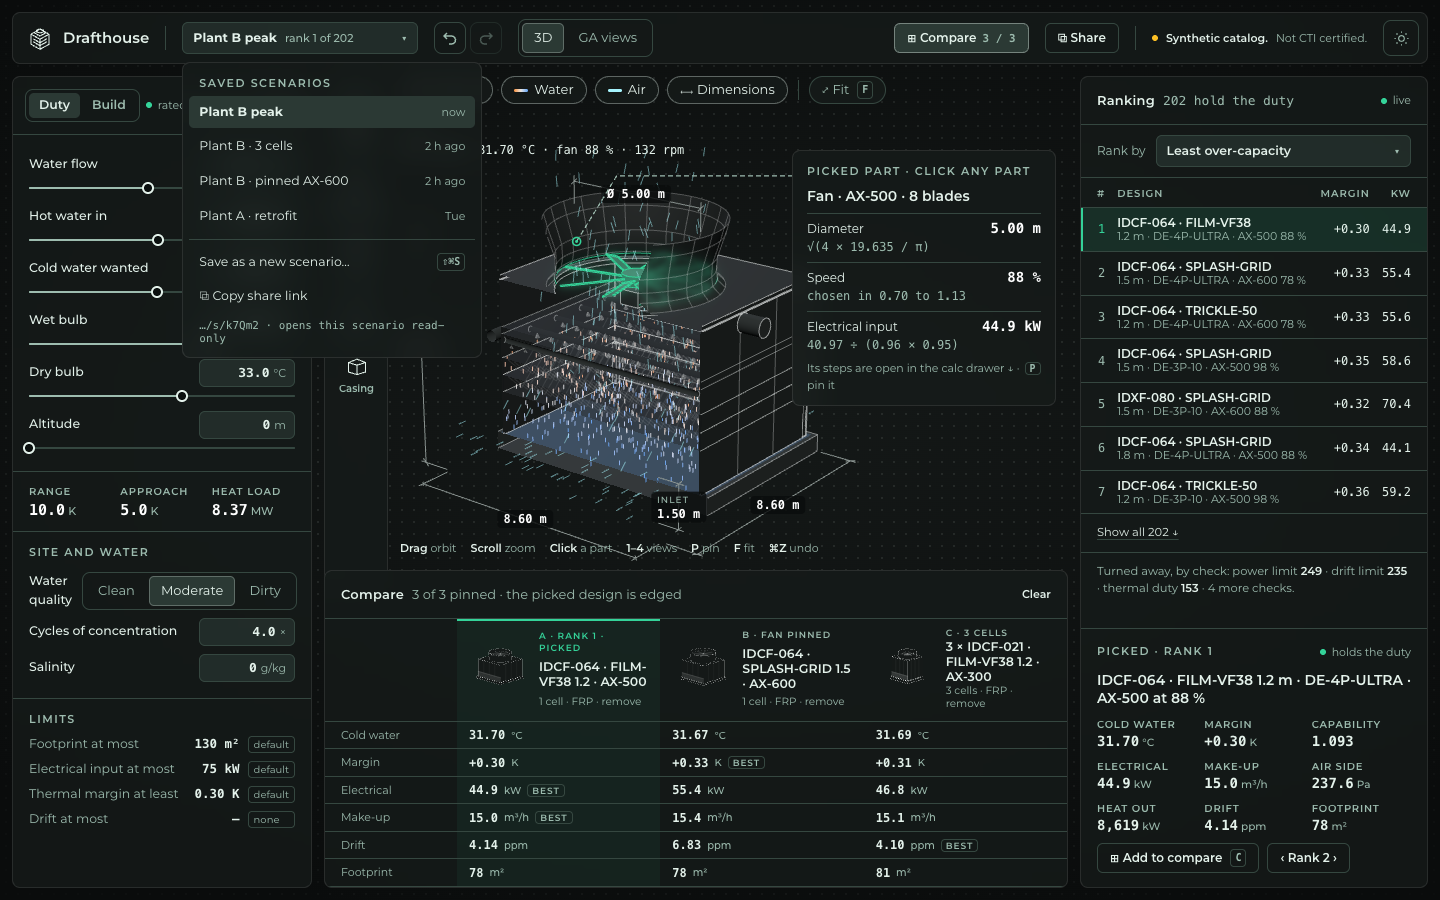 Drafthouse
Plant B peak rank 1 of 202
3D
GA views
Compare 3 / 3
Share
Synthetic catalog. Not CTI certified.
SAVED SCENARIOS
Plant B peak now
Plant B · 3 cells 2 h ago
Plant B · pinned AX-600 2 h ago
Plant A · retrofit Tue
Save as a new scenario... ⇧⌘S
Copy share link
…/s/k7Qm2 · opens this scenario read-
only
Duty
Build
Water flow
Hot water in
Cold water wanted
Wet bulb
Dry bulb 33.0 °C
Altitude 0 m
RANGE APPROACH HEAT LOAD
10.0 K 5.0 K 8.37 MW
SITE AND WATER
Water
quality
Clean Moderate Dirty
Cycles of concentration 4.0 ×
Salinity 0 g/kg
LIMITS
Footprint at most 130 m² default
Electrical input at most 75 kW default
Thermal margin at least 0.30 K default
Drift at most — none
Water
Air
Dimensions
Fit F
31.70 °C · fan 88 % · 132 rpm
Casing
Ø 5.00 m
INLET
1.50 m
8.60 m
8.60 m
PICKED PART · CLICK ANY PART
Fan · AX-500 · 8 blades
Diameter 5.00 m
√(4 × 19.635 / π)
Speed 88 %
chosen in 0.70 to 1.13
Electrical input 44.9 kW
40.97 ÷ (0.96 × 0.95)
Its steps are open in the calc drawer ↓ · P
pin it
Drag orbit Scroll zoom Click a part 1–4 views P pin F fit ⌘Z undo
Compare 3 of 3 pinned · the picked design is edged Clear
A · RANK 1 ·
PICKED
IDCF-064 · FILM-
VF38 1.2 · AX-500
1 cell · FRP · remove
B · FAN PINNED
IDCF-064 ·
SPLASH-GRID 1.5
· AX-600
1 cell · FRP · remove
C · 3 CELLS
3 × IDCF-021 ·
FILM-VF38 1.2 ·
AX-300
3 cells · FRP ·
remove
Cold water 31.70 °C 31.67 °C 31.69 °C
Margin +0.30 K +0.33 K BEST +0.31 K
Electrical 44.9 kW BEST 55.4 kW 46.8 kW
Make-up 15.0 m³/h BEST 15.4 m³/h 15.1 m³/h
Drift 4.14 ppm 6.83 ppm 4.10 ppm BEST
Footprint 78 m² 78 m² 81 m²
Ranking 202 hold the duty live
Rank by Least over-capacity
# DESIGN MARGIN KW
1 IDCF-064 · FILM-VF38 +0.30 44.9
1.2 m · DE-4P-ULTRA · AX-500 88 %
2 IDCF-064 · SPLASH-GRID +0.33 55.4
1.5 m · DE-4P-ULTRA · AX-600 78 %
3 IDCF-064 · TRICKLE-50 +0.33 55.6
1.2 m · DE-4P-ULTRA · AX-600 78 %
4 IDCF-064 · SPLASH-GRID +0.35 58.6
1.5 m · DE-3P-10 · AX-500 98 %
5 IDXF-080 · SPLASH-GRID +0.32 70.4
1.5 m · DE-3P-10 · AX-600 88 %
6 IDCF-064 · SPLASH-GRID +0.34 44.1
1.8 m · DE-4P-ULTRA · AX-500 88 %
7 IDCF-064 · TRICKLE-50 +0.36 59.2
1.2 m · DE-3P-10 · AX-500 98 %
Show all 202 ↓
Turned away, by check: power limit 249 · drift limit 235
· thermal duty 153 · 4 more checks.
PICKED · RANK 1 holds the duty
IDCF-064 · FILM-VF38 1.2 m · DE-4P-ULTRA ·
AX-500 at 88 %
COLD WATER MARGIN CAPABILITY
31.70 °C +0.30 K 1.093
ELECTRICAL MAKE-UP AIR SIDE
44.9 kW 15.0 m³/h 237.6 Pa
HEAT OUT DRIFT FOOTPRINT
8,619 kW 4.14 ppm 78 m²
Add to compare C
‹ Rank 2 ›